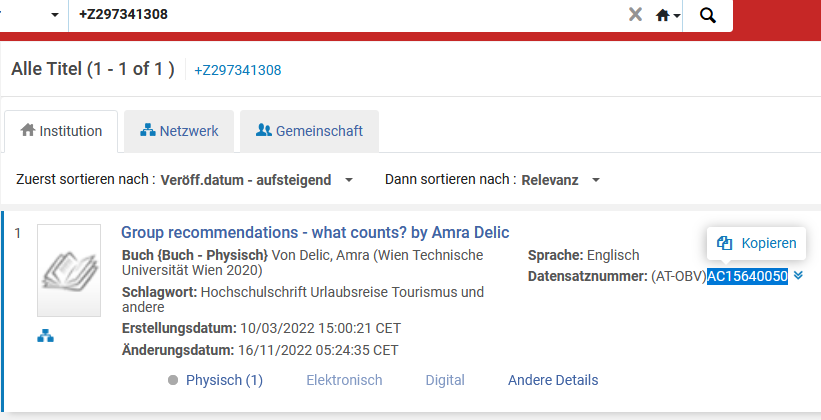 +Z297341308
Alle Titel (1 - 1 of 1 ) +Z297341308
Institution Netzwerk Gemeinschaft
Zuerst sortieren nach : Veröff.datum - aufsteigend Dann sortieren nach : Relevanz
1 Group recommendations - what counts? by Amra Delic
Buch {Buch - Physisch} Von Delic, Amra (Wien Technische
Universität Wien 2020)
Schlagwort: Hochschulschrift Urlaubsreise Tourismus und
andere
Erstellungsdatum: 10/03/2022 15:00:21 CET
Änderungsdatum: 16/11/2022 05:24:35 CET
Kopieren
Sprache: Englisch
Datensatznummer: (AT-OBV)AC15640050
Physisch (1) Elektronisch Digital Andere Details